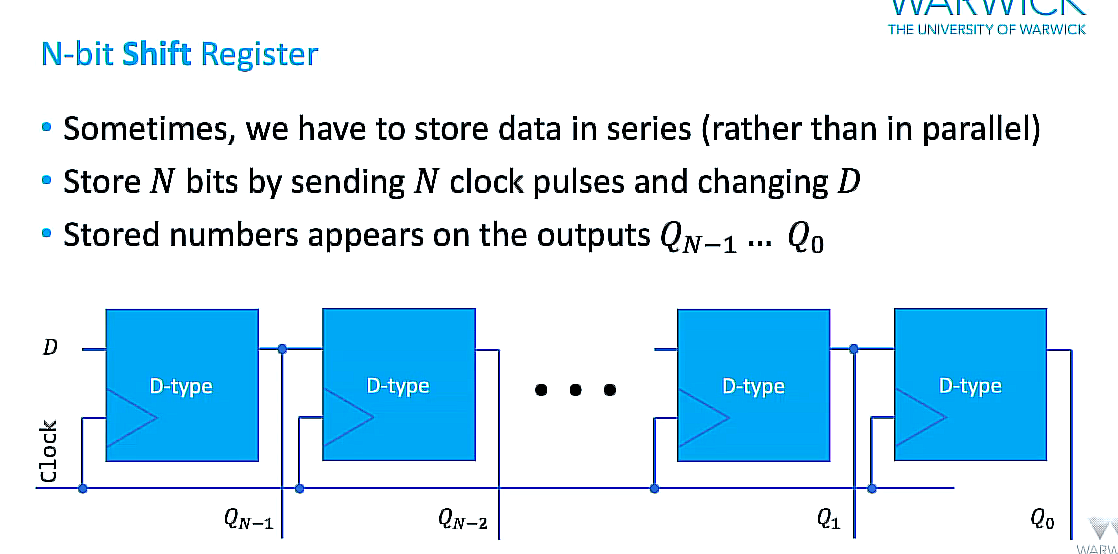 WARWICK
THE UNIVERSITY OF WARWICK
N-bit Shift Register
• Sometimes, we have to store data in series (rather than in parallel)
• Store N bits by sending N clock pulses and changing D
• Stored numbers appears on the outputs Q_{N−1} … Q_0
D
D-type
D-type
• • •
D-type
D-type
Clock
Q_{N−1}
Q_{N−2}
Q_1
Q_0
WARW